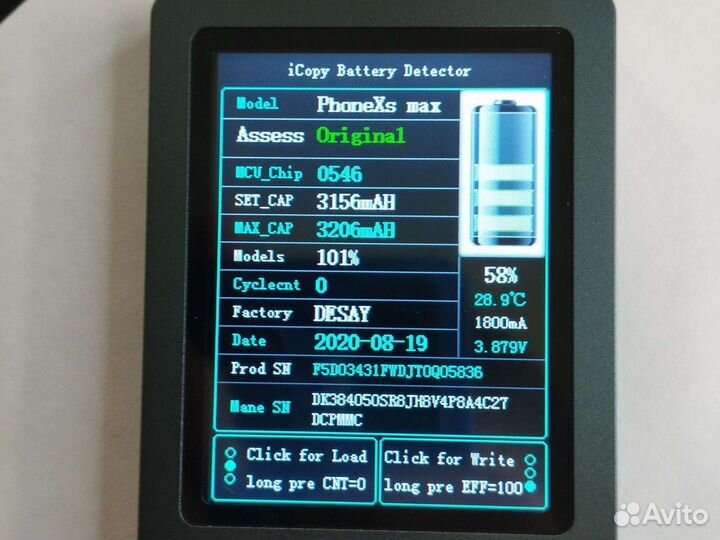 iCopy Battery Detector
Model PhoneXs max
Assess Original
MCU_Chip 0546
SET_CAP 3156mAH
MAX_CAP 3206mAH
Models 101%
Cyclecnt 0
Factory DESAY
Date 2020-08-19
58%
28.9℃
1800mA
3.879V
Prod SN F5D03431FWDJT0Q05836
Mane SN DK384050SR8JH8V4P8A4C27
DCPMMC
Click for Load
long pre CNT=0
Click for Write
long pre EFF=100
Avito